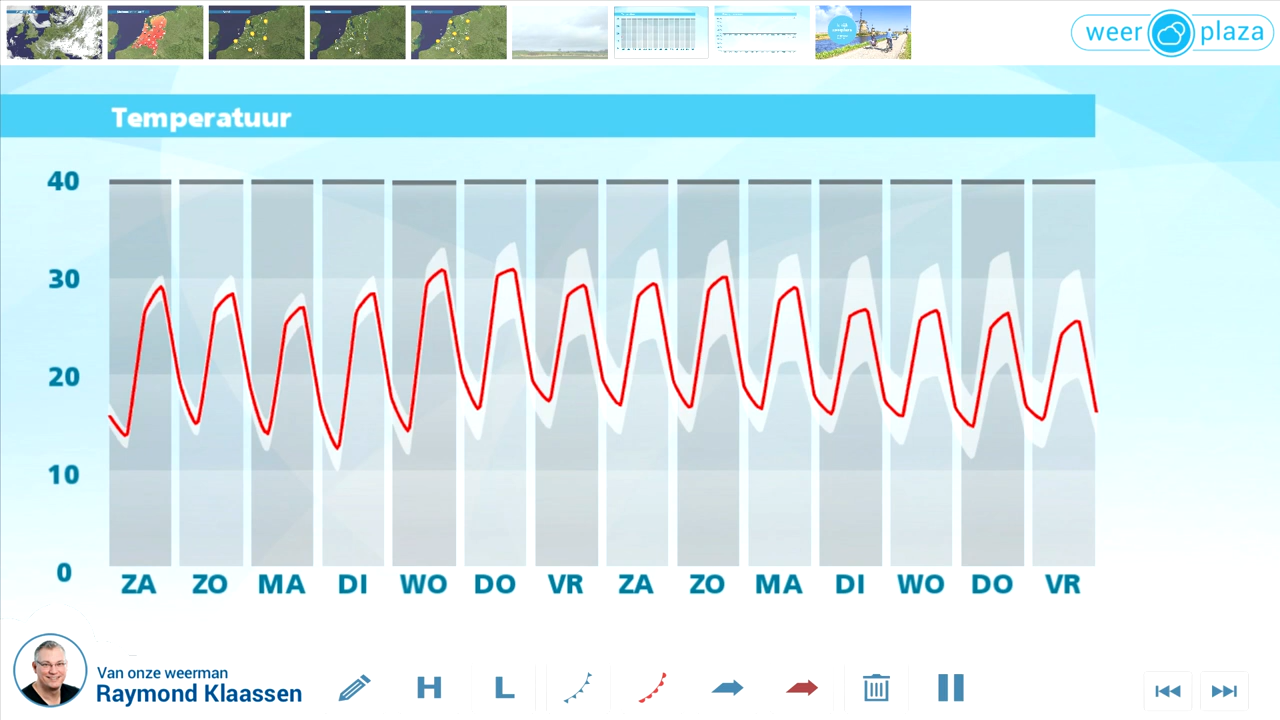 weer plaza
Temperatuur
40
30
20
10
0
ZA ZO MA DI WO DO VR ZA ZO MA DI WO DO VR
Van onze weerman
Raymond Klaassen
H L